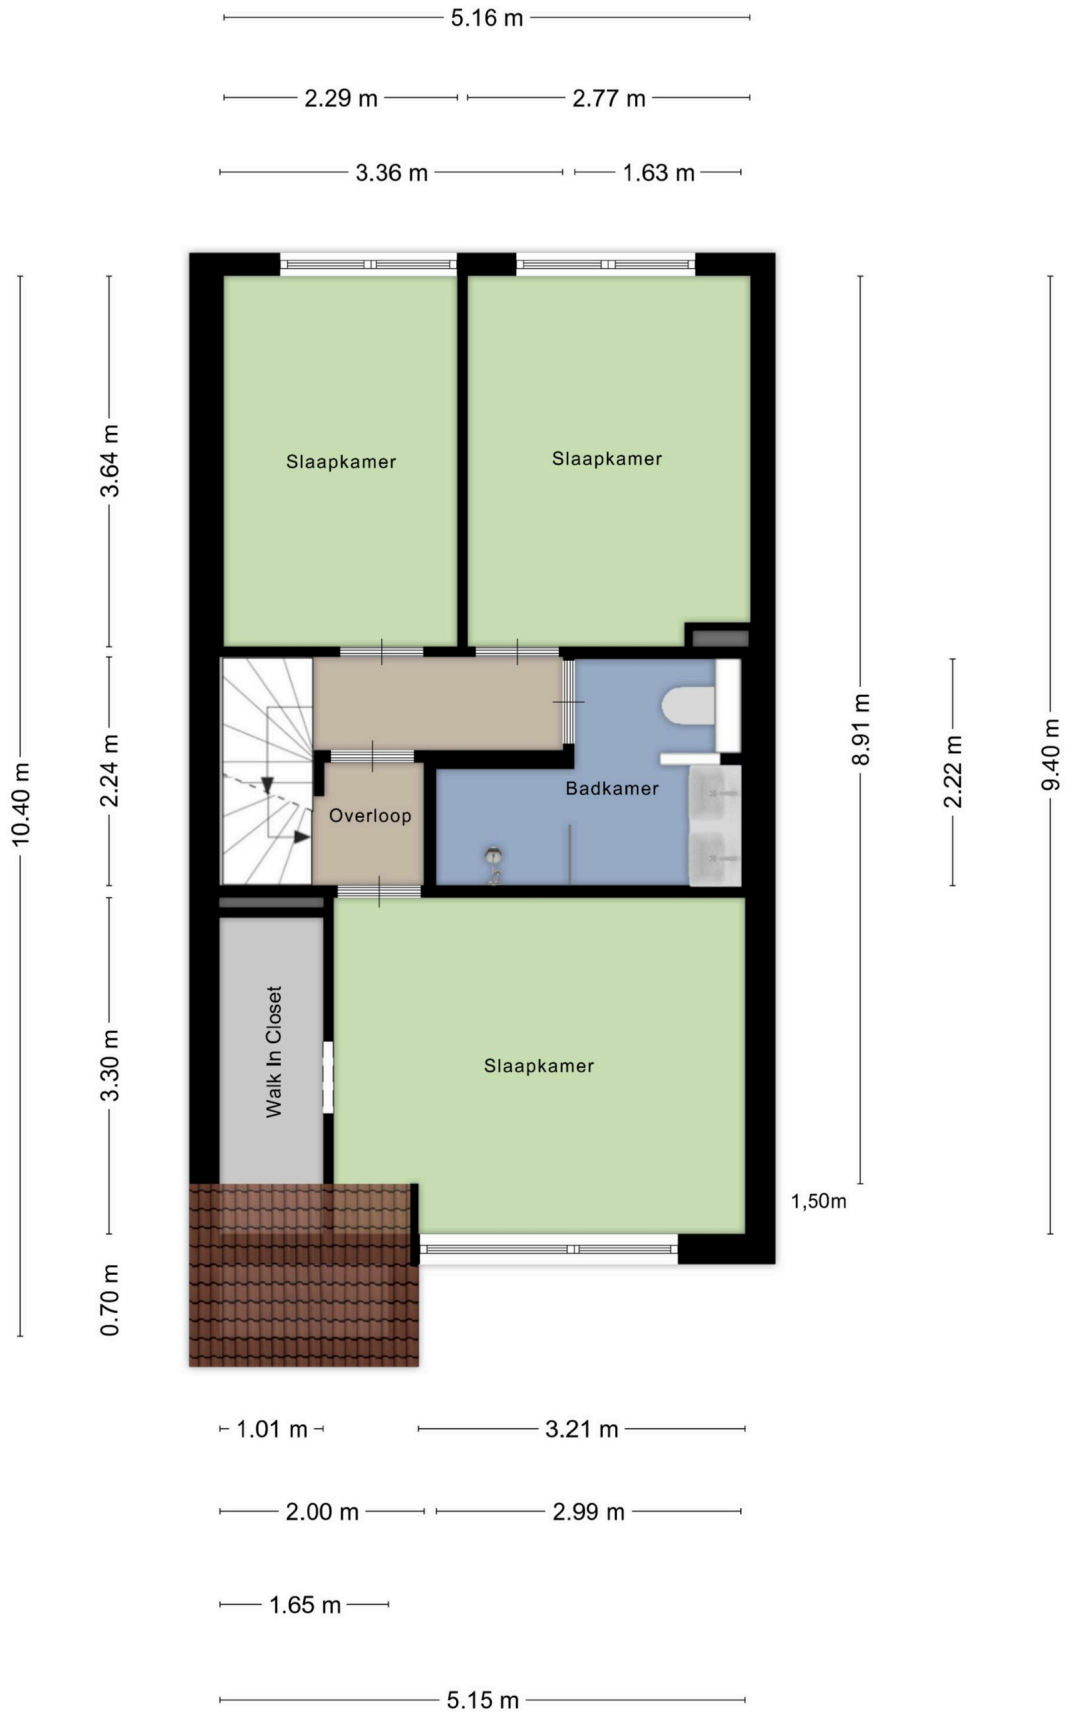 5.16 m
2.29 m
2.77 m
3.36 m
1.63 m
3.64 m
Slaapkamer
Slaapkamer
8.91 m
9.40 m
10.40 m
2.24 m
2.22 m
Badkamer
Overloop
Walk In Closet
3.30 m
Slaapkamer
1,50m
0.70 m
1.01 m
3.21 m
2.00 m
2.99 m
1.65 m
5.15 m